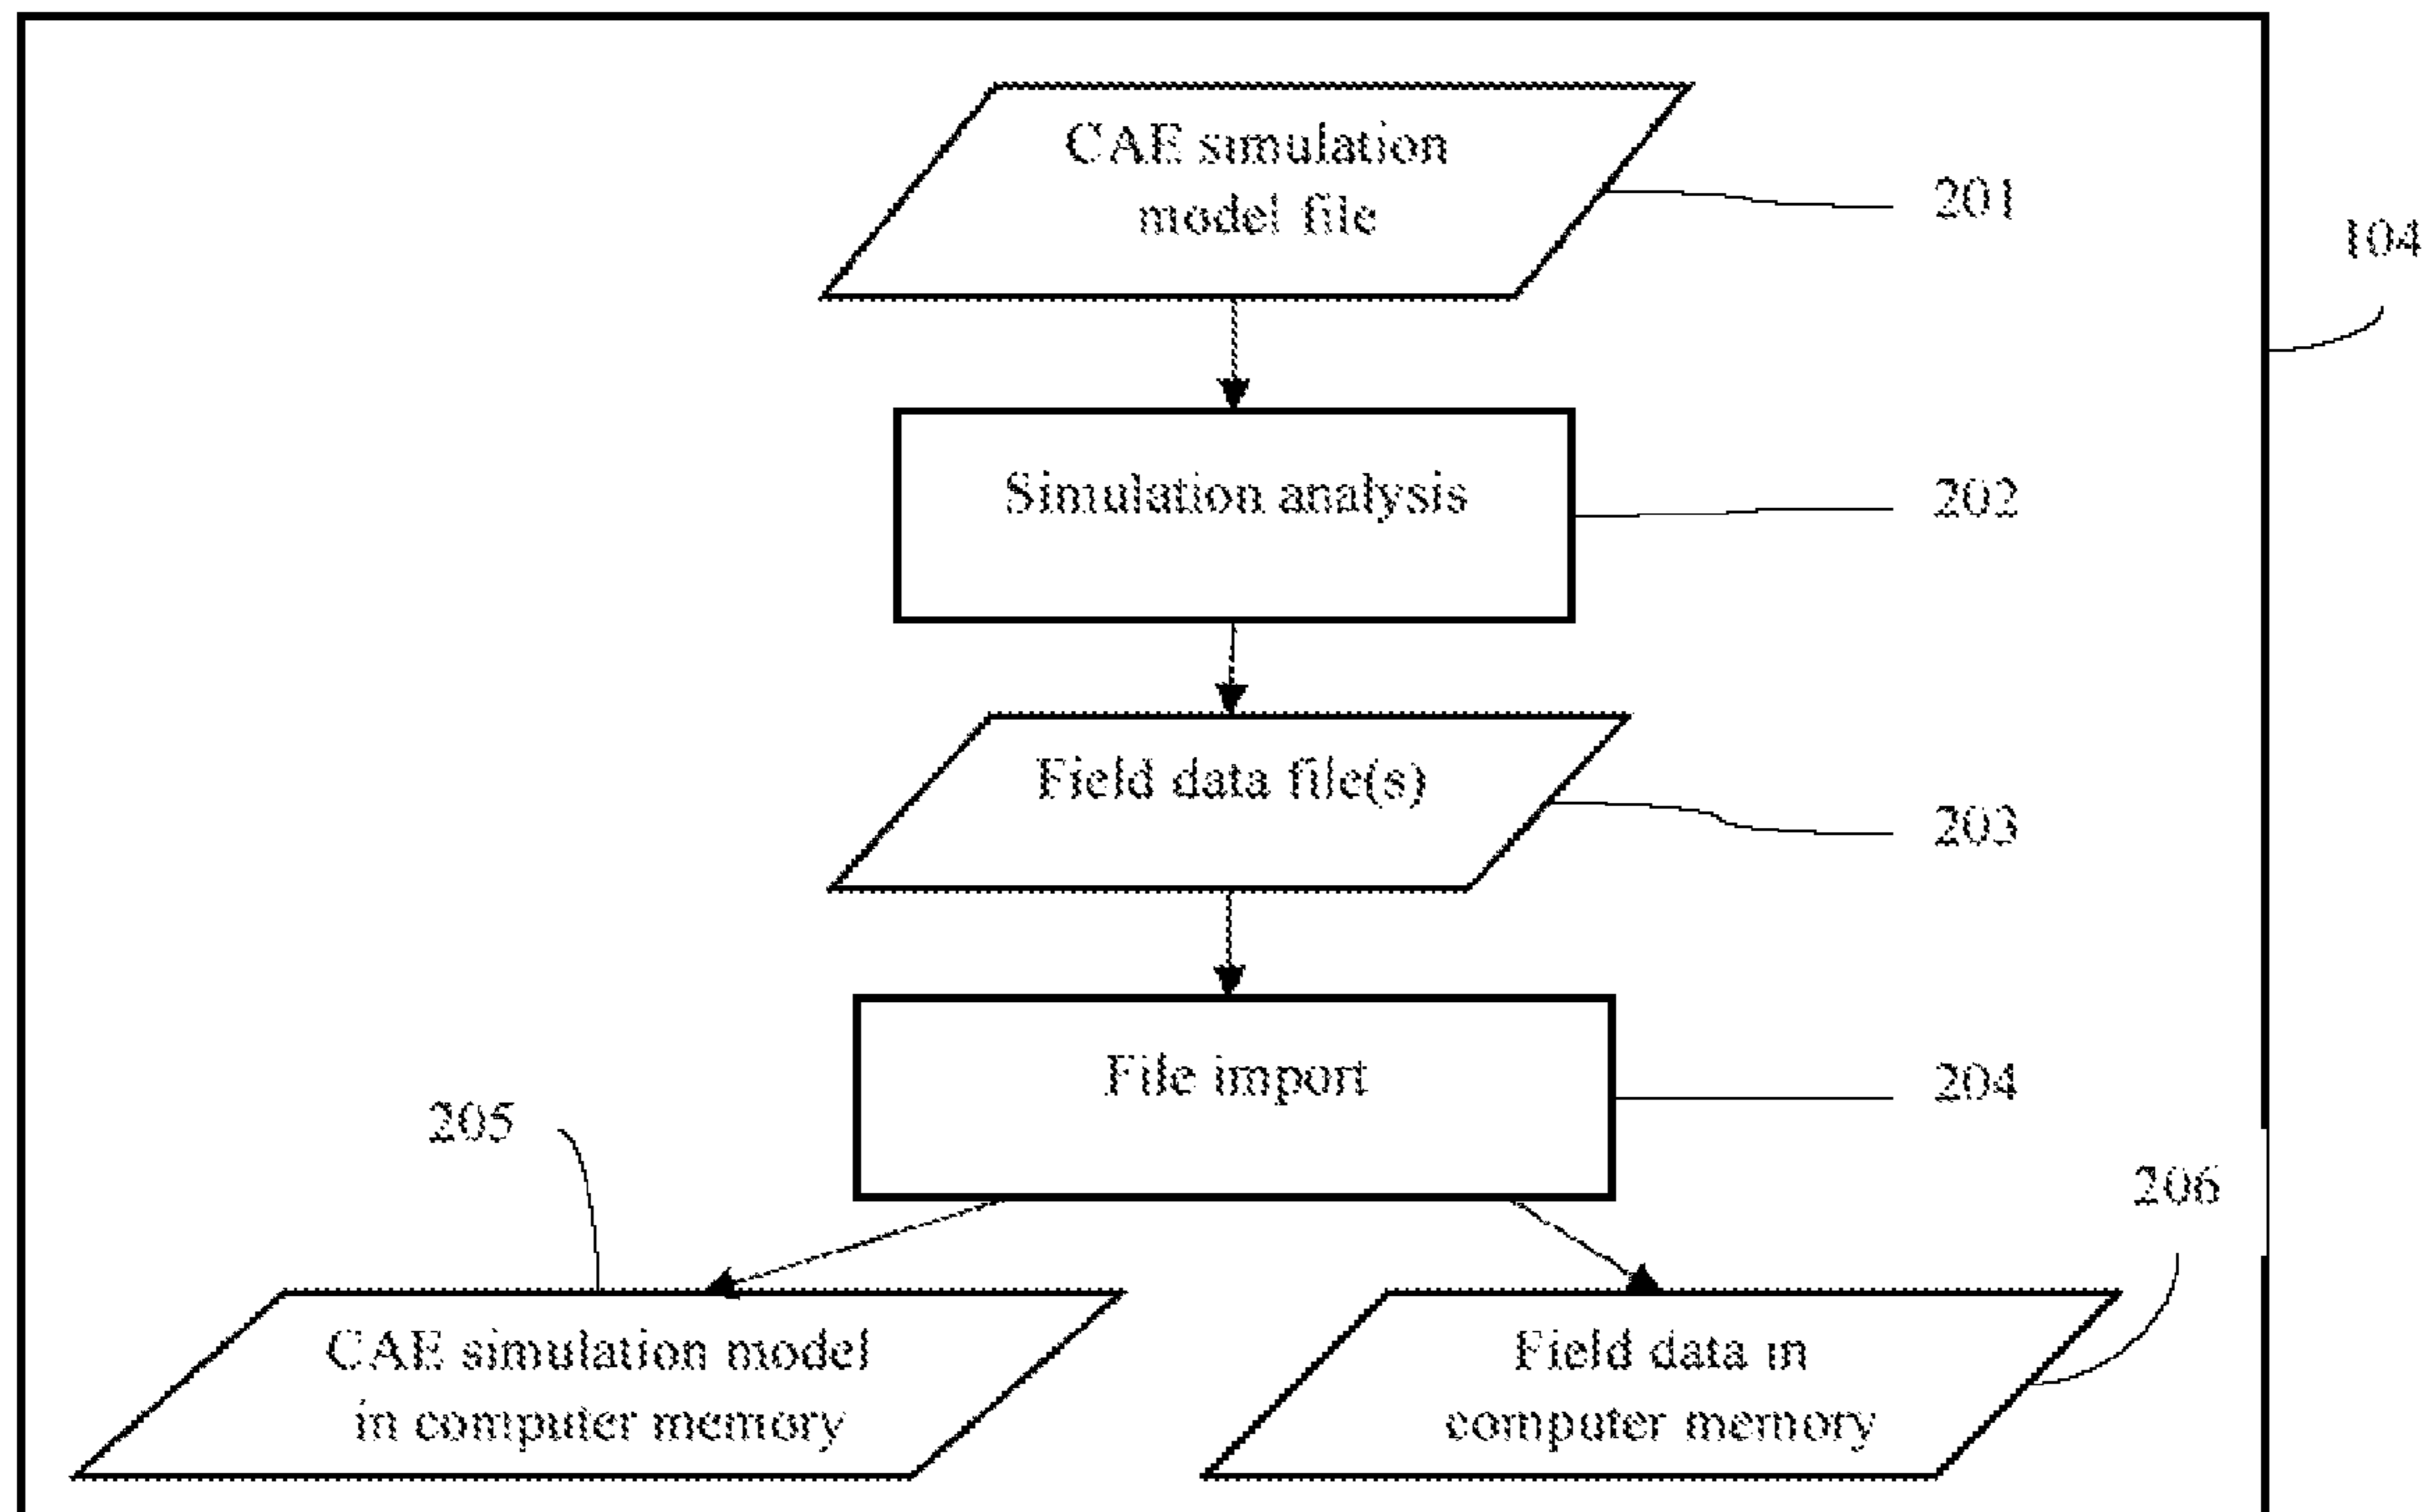 CAE simulation
model file
201
104
Simulation analysis
202
Field data file(s)
203
File import
204
205
206
CAE simulation model
in computer memory
Field data in
computer memory